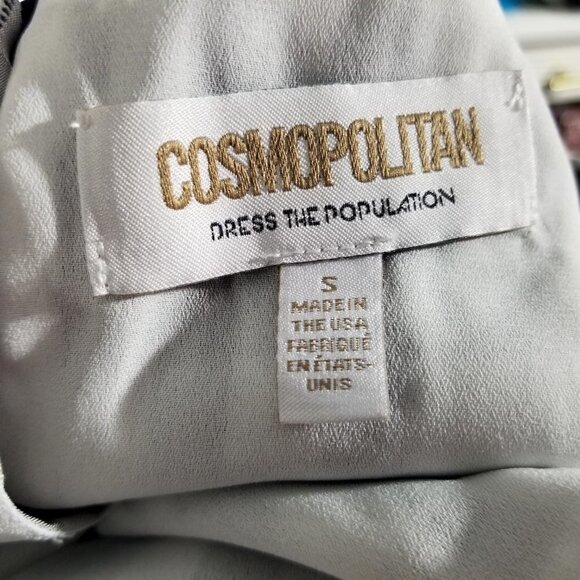 COSMOPOLITAN
DRESS THE POPULATION
S
MADE IN
THE USA
FABRIQUÉ
EN ÉTATS-
UNIS